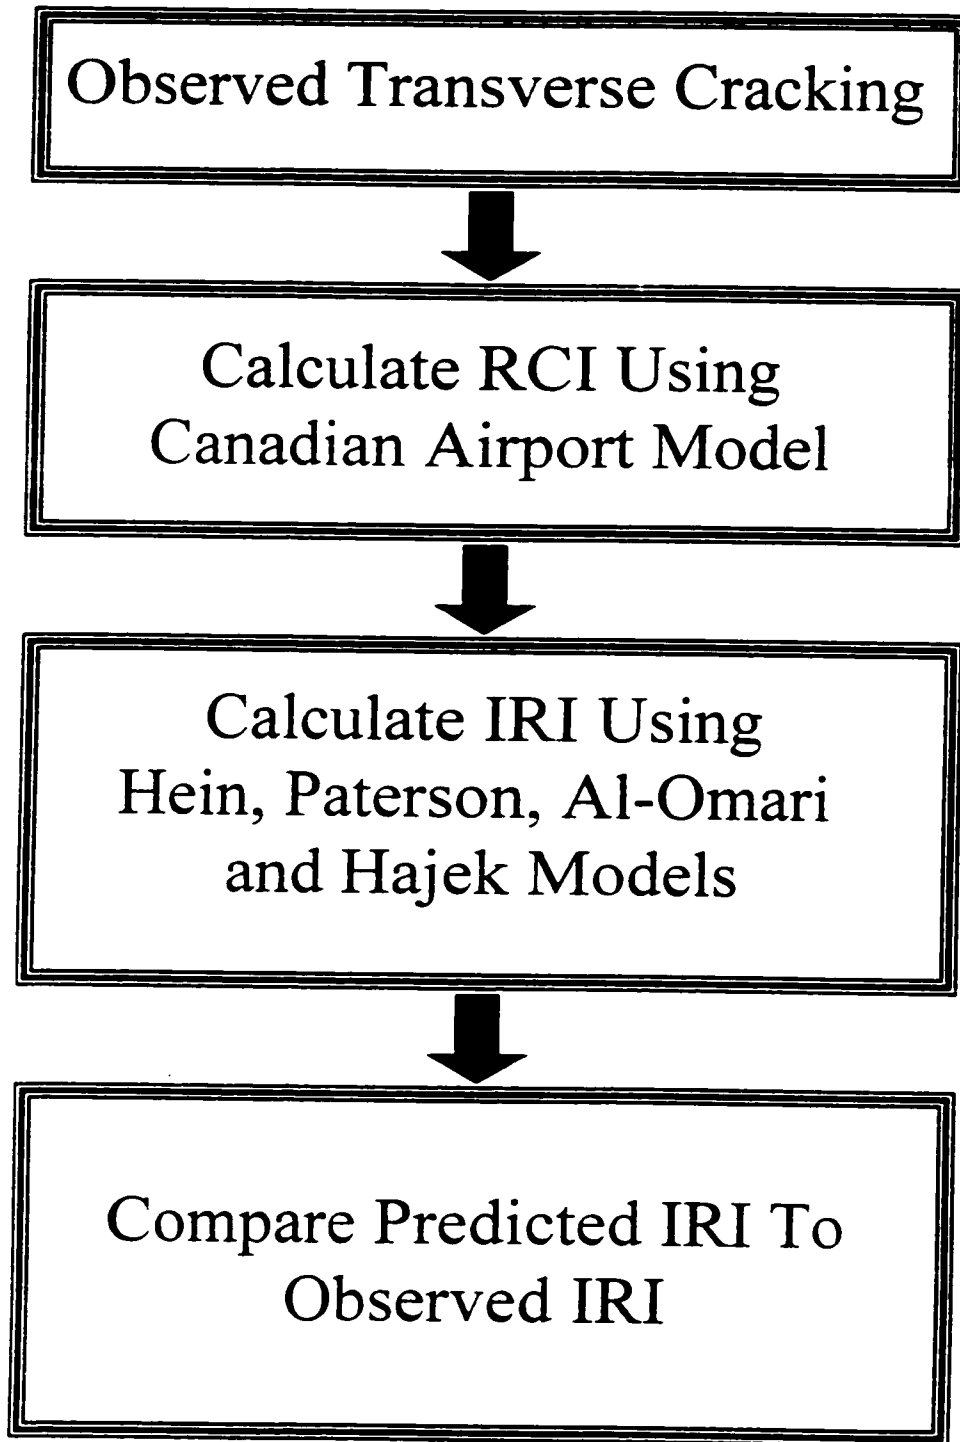 Observed Transverse Cracking
Calculate RCI Using
Canadian Airport Model
Calculate IRI Using
Hein, Paterson, Al-Omari
and Hajek Models
Compare Predicted IRI To
Observed IRI